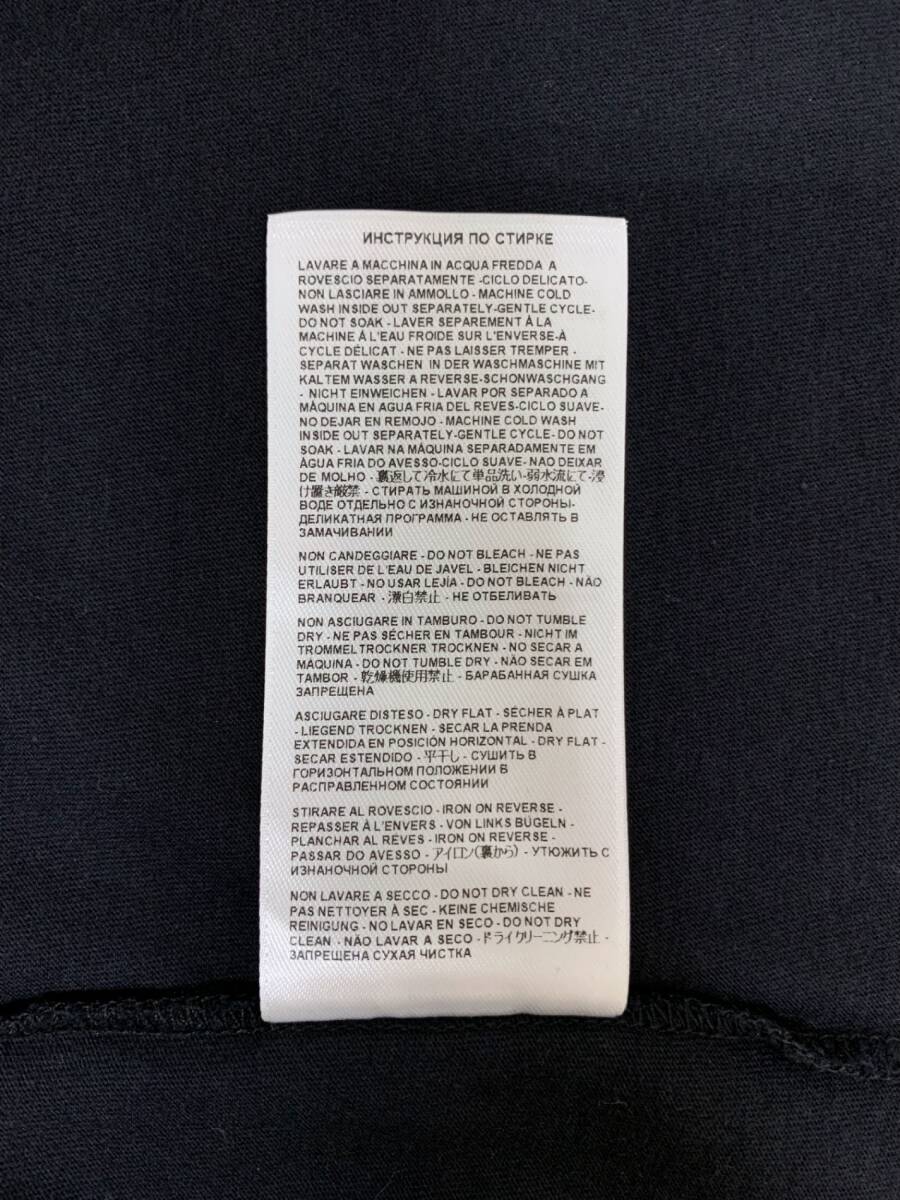 ИНСТРУКЦИЯ ПО СТИРКЕ
LAVARE A MACCHINA IN ACQUA FREDDA A
ROVESCIO SEPARATAMENTE -CICLO DELICATO-
NON LASCIARE IN AMMOLLO - MACHINE COLD
WASH INSIDE OUT SEPARATELY-GENTLE CYCLE-
DO NOT SOAK - LAVER SEPAREMENT À LA
MACHINE À L'EAU FROIDE SUR L'ENVERSE-À
CYCLE DÉLICAT - NE PAS LAISSER TREMPER -
SEPARAT WASCHEN IN DER WASCHMASCHINE MIT
KALTEM WASSER A REVERSE-SCHONWASCHGANG
- NICHT EINWEICHEN - LAVAR POR SEPARADO A
MÁQUINA EN AGUA FRIA DEL REVES-CICLO SUAVE-
NO DEJAR EN REMOJO - MACHINE COLD WASH
INSIDE OUT SEPARATELY-GENTLE CYCLE-DO NOT
SOAK - LAVAR NA MÁQUINA SEPARADAMENTE EM
ÁGUA FRIA DO AVESSO-CICLO SUAVE- NAO DEIXAR
DE MOLHO - 裏返して冷水にて単品洗い-弱水流にて-浸
け置き厳禁 - СТИРАТЬ МАШИНОЙ В ХОЛОДНОЙ
ВОДЕ ОТДЕЛЬНО С ИЗНАНОЧНОЙ СТОРОНЫ-
ДЕЛИКАТНАЯ ПРОГРАММА - НЕ ОСТАВЛЯТЬ В
ЗАМАЧИВАНИИ
NON CANDEGGIARE - DO NOT BLEACH - NE PAS
UTILISER DE L'EAU DE JAVEL - BLEICHEN NICHT
ERLAUBT - NO USAR LEJÍA - DO NOT BLEACH - NÃO
BRANQUEAR - 漂白禁止 - НЕ ОТБЕЛИВАТЬ
NON ASCIUGARE IN TAMBURO - DO NOT TUMBLE
DRY - NE PAS SÉCHER EN TAMBOUR - NICHT IM
TROMMELTROCKNER TROCKNEN - NO SECAR A
MÁQUINA - DO NOT TUMBLE DRY - NÃO SECAR EM
TAMBOR - 乾燥機使用禁止 - БАРАБАННАЯ СУШКА
ЗАПРЕЩЕНА
ASCIUGARE DISTESO - DRY FLAT - SÉCHER À PLAT
- LIEGEND TROCKNEN - SECAR LA PRENDA
EXTENDIDA EN POSICIÓN HORIZONTAL - DRY FLAT -
SECAR ESTENDIDO - 平干し - СУШИТЬ В
ГОРИЗОНТАЛЬНОМ ПОЛОЖЕНИИ В
РАСПРАВЛЕННОМ СОСТОЯНИИ
STIRARE AL ROVESCIO - IRON ON REVERSE -
REPASSER À L'ENVERS - VON LINKS BÜGELN -
PLANCHAR AL RÉVES - IRON ON REVERSE -
PASSAR DO AVESSO - アイロン(裏から) - УТЮЖИТЬ С
ИЗНАНОЧНОЙ СТОРОНЫ
NON LAVARE A SECCO - DO NOT DRY CLEAN - NE
PAS NETTOYER À SEC - KEINE CHEMISCHE
REINIGUNG - NO LAVAR EN SECO - DO NOT DRY
CLEAN - NÃO LAVAR A SECO - ドライクリーニング禁止 -
ЗАПРЕЩЕНА СУХАЯ ЧИСТКА